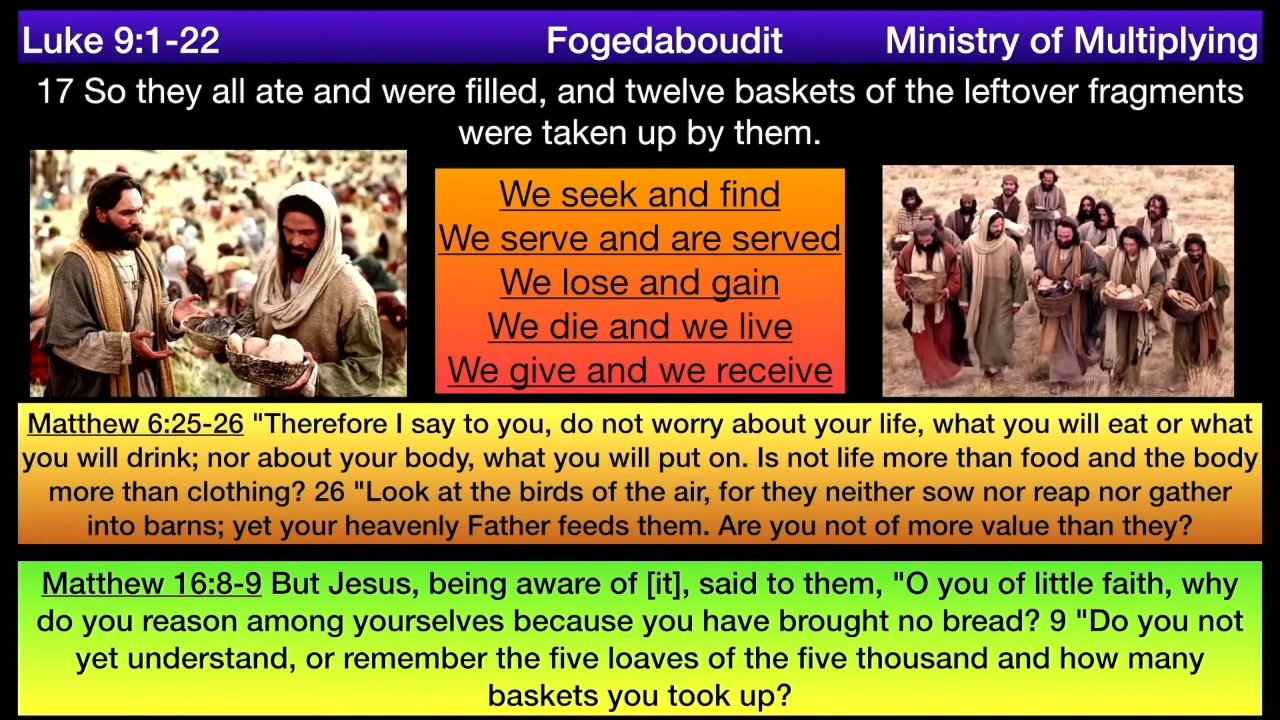 Luke 9:1-22 Fogedaboudit Ministry of Multiplying
17 So they all ate and were filled, and twelve baskets of the leftover fragments
were taken up by them.
We seek and find
We serve and are served
We lose and gain
We die and we live
We give and we receive
Matthew 6:25-26 "Therefore I say to you, do not worry about your life, what you will eat or what
you will drink; nor about your body, what you will put on. Is not life more than food and the body
more than clothing? 26 "Look at the birds of the air, for they neither sow nor reap nor gather
into barns; yet your heavenly Father feeds them. Are you not of more value than they?
Matthew 16:8-9 But Jesus, being aware of [it], said to them, "O you of little faith, why
do you reason among yourselves because you have brought no bread? 9 "Do you not
yet understand, or remember the five loaves of the five thousand and how many
baskets you took up?